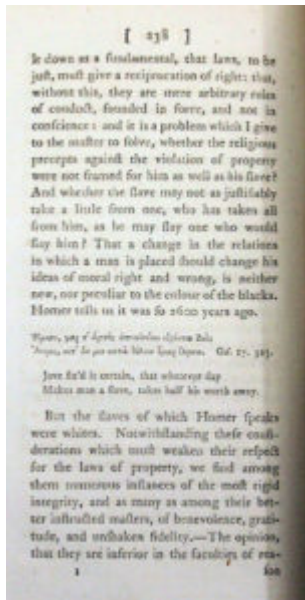 [ 238 ]
it down as a fundamental, that laws, to be
juſt, muſt give a reciprocation of right: that,
without this, they are mere arbitrary rules
of conduct, founded in force, and not in
conſcience: and it is a problem which I give
to the maſter to ſolve, whether the religious
precepts againſt the violation of property
were not framed for him as well as his ſlave?
And whether the ſlave may not as juſtifiably
take a little from one, who has taken all
from him, as he may ſlay one who would
ſlay him? That a change in the relations
in which a man is placed ſhould change his
ideas of moral right and wrong, is neither
new, nor peculiar to the colour of the blacks.
Homer tells us it was ſo 2600 years ago.
17. 323.
Jove fix'd it certain, that whatever day
Makes man a ſlave, takes half his worth away.
But the ſlaves of which Homer ſpeaks
were whites. Notwithſtanding theſe conſi-
derations which muſt weaken their reſpect
for the laws of property, we find among
them numerous inſtances of the moſt rigid
integrity, and as many as among their bet-
ter inſtructed maſters, of benevolence, grati-
tude, and unſhaken fidelity.—The opinion,
that they are inferior in the faculties of rea-
ſon